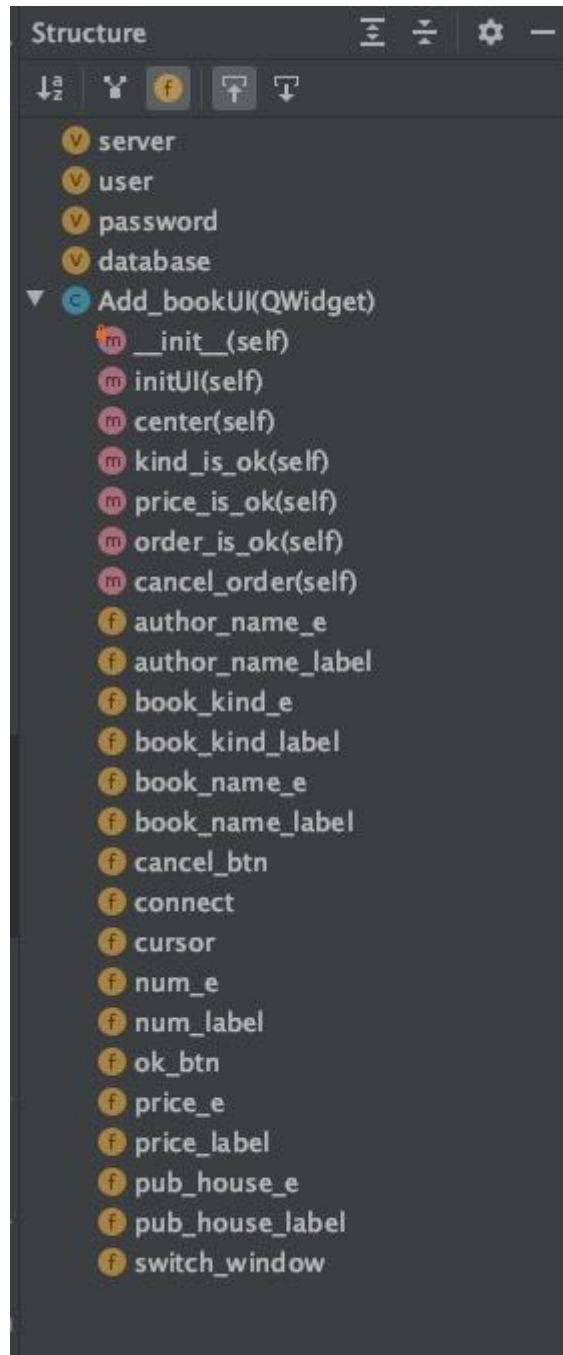 Structure
server
user
password
database
Add_bookUI(QWidget)
__init__(self)
initUI(self)
center(self)
kind_is_ok(self)
price_is_ok(self)
order_is_ok(self)
cancel_order(self)
author_name_e
author_name_label
book_kind_e
book_kind_label
book_name_e
book_name_label
cancel_btn
connect
cursor
num_e
num_label
ok_btn
price_e
price_label
pub_house_e
pub_house_label
switch_window